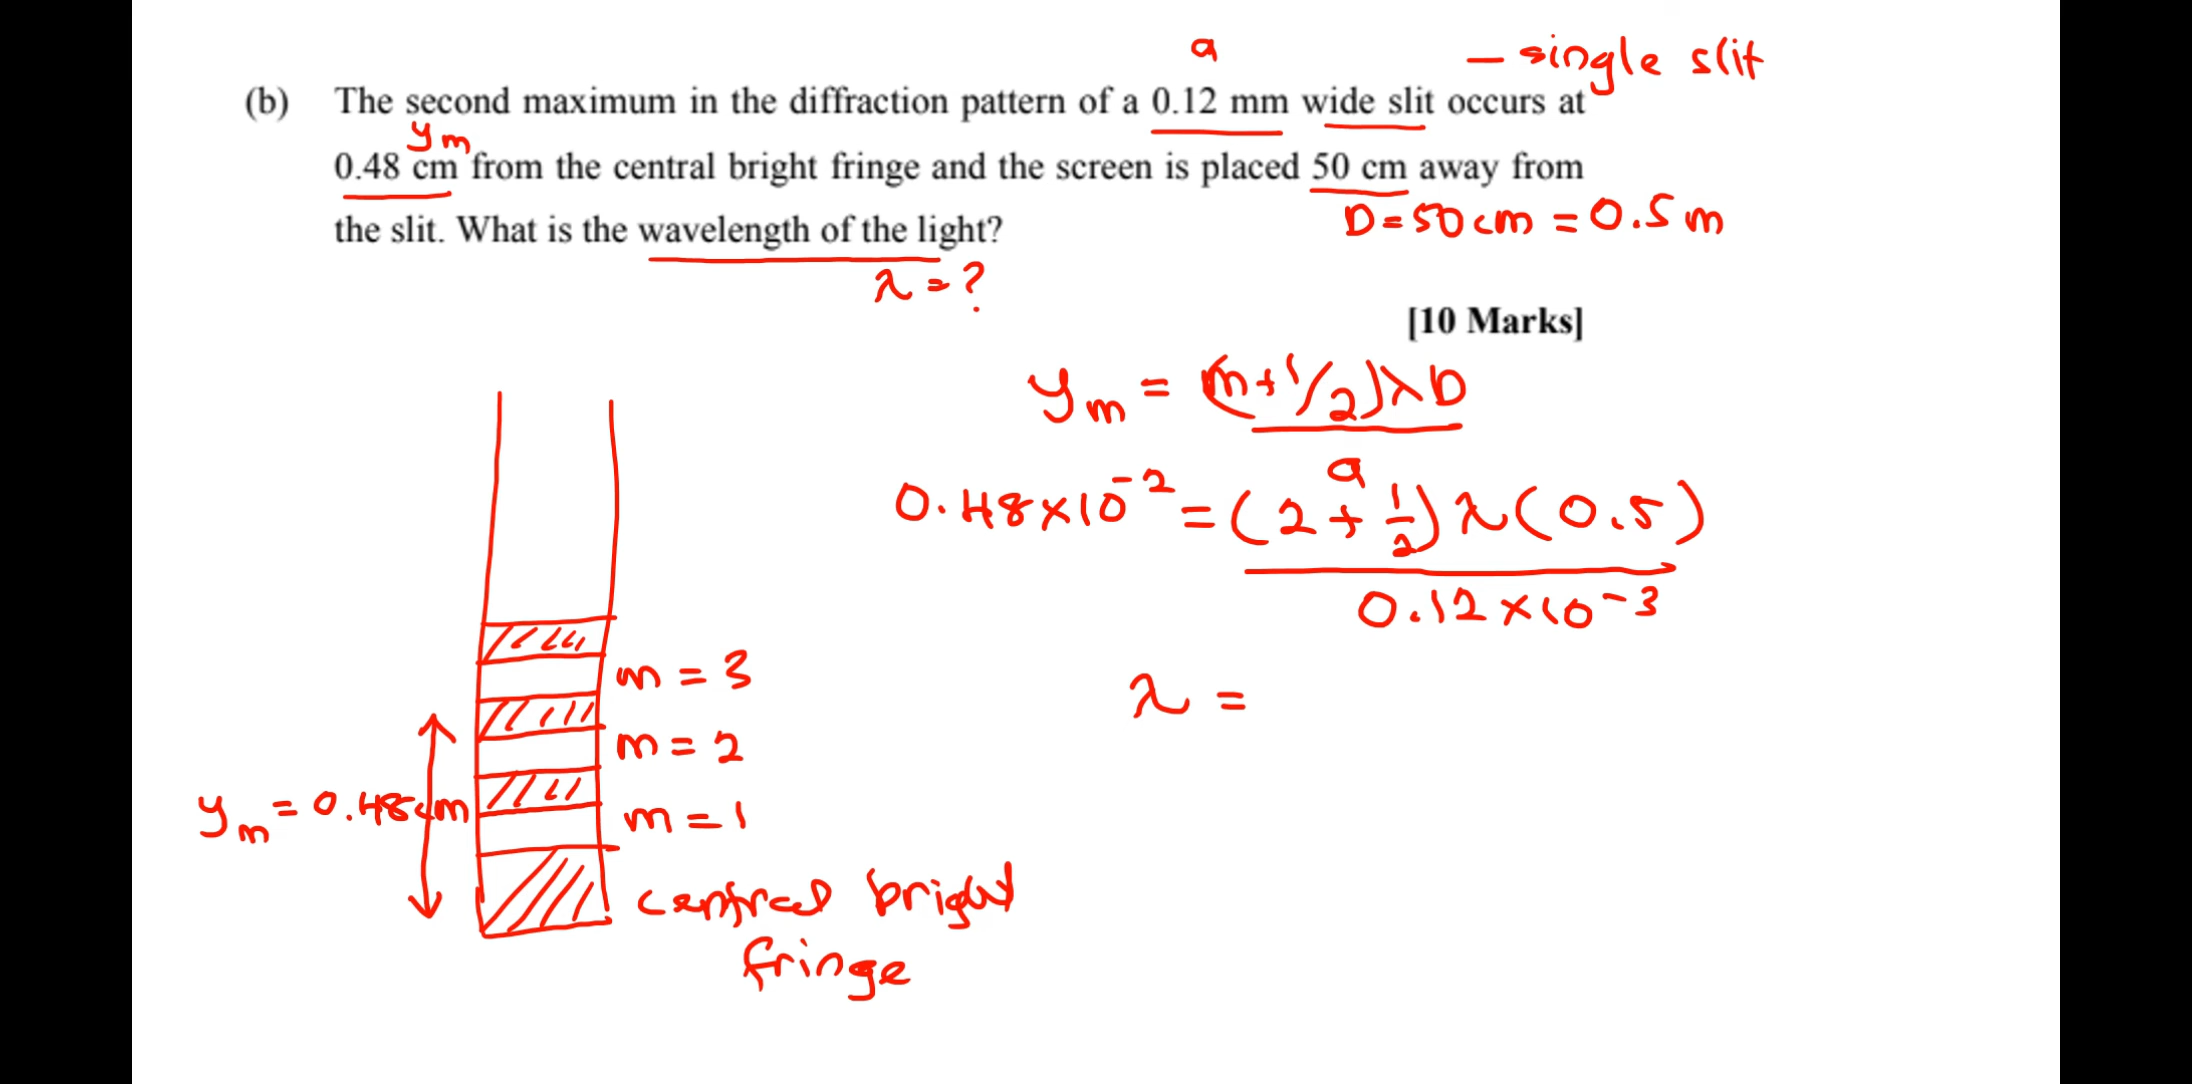 a
– single slit
(b) The second maximum in the diffraction pattern of a 0.12 mm wide slit occurs at
ym
0.48 cm from the central bright fringe and the screen is placed 50 cm away from
D = 50 cm = 0.5 m
the slit. What is the wavelength of the light?
λ = ?
[10 Marks]
ym = (m+1/2)λD
a
0.48×10⁻² = (2 + 1/2) λ (0.5)
0.12×10⁻³
m = 3
λ =
m = 2
ym = 0.48cm
m = 1
central bright
fringe